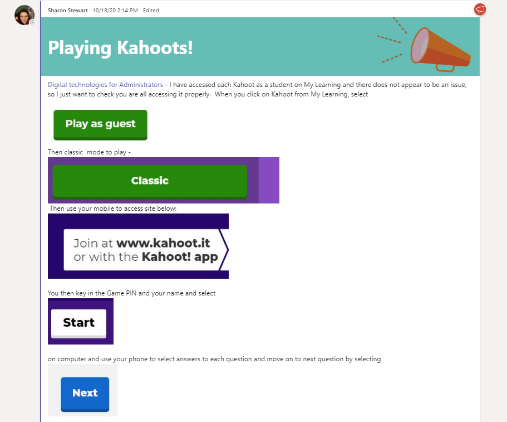 Sharon Stewart 10/13/20 2:14 PM Edited
Playing Kahoots!
Digital technologies for Administrators - I have accessed each Kahoot as a student on My Learning and there does not appear to be an issue,
so I just want to check you are all accessing it properly. When you click on Kahoot from My Learning, select
Play as guest
Then classic mode to play -
Classic
Then use your mobile to access site below:
Join at www.kahoot.it
or with the Kahoot! app
You then key in the Game PIN and your name and select
Start
on computer and use your phone to select answers to each question and move on to next question by selecting
Next